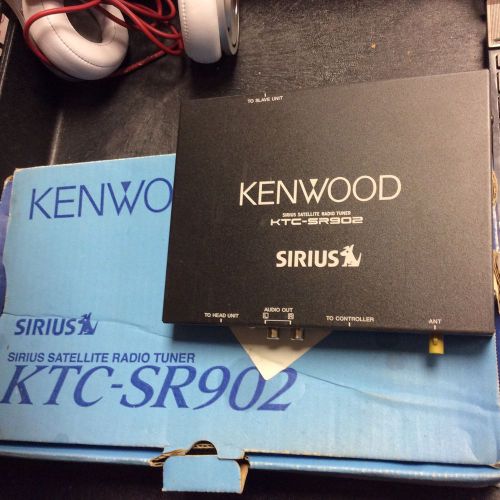 TO SLAVE UNIT
KENWOOD
SIRIUS SATELLITE RADIO TUNER
KTC-SR902
SIRIUS
TO HEAD UNIT
AUDIO OUT
L R
TO CONTROLLER
ANT
KENWO
SIRIUS
SIRIUS SATELLITE RADIO TUNER
KTC-SR902